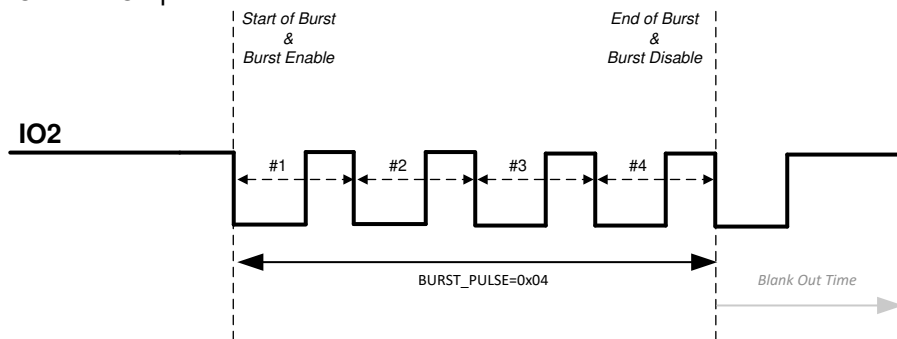 Start of Burst
&
Burst Enable
End of Burst
&
Burst Disable
IO2
#1
#2
#3
#4
BURST_PULSE=0x04
Blank Out Time